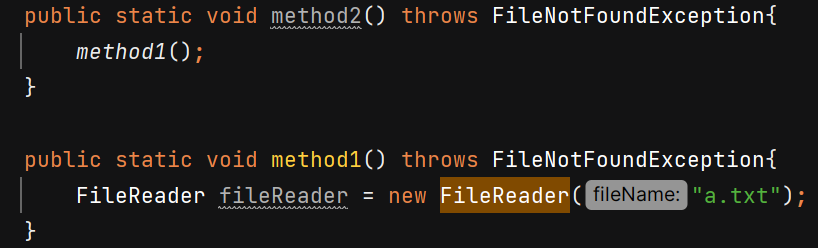 public static void method2() throws FileNotFoundException{
method1();
}
public static void method1() throws FileNotFoundException{
FileReader fileReader = new FileReader( fileName: "a.txt");
}